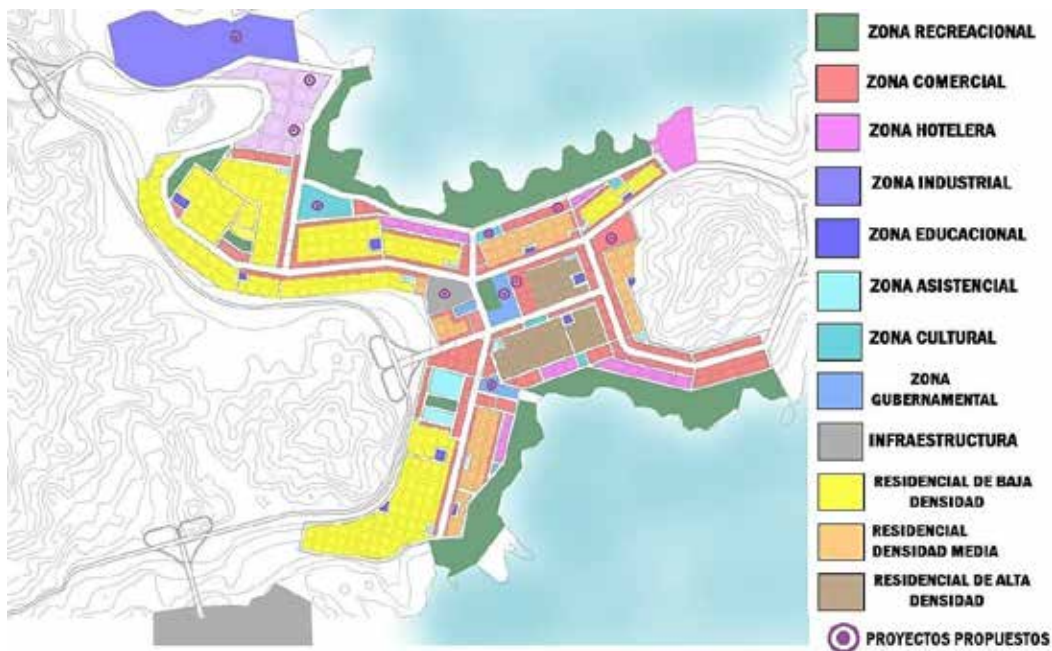 ZONA RECREACIONAL
ZONA COMERCIAL
ZONA HOTELERA
ZONA INDUSTRIAL
ZONA EDUCACIONAL
ZONA ASISTENCIAL
ZONA CULTURAL
ZONA
GUBERNAMENTAL
INFRAESTRUCTURA
RESIDENCIAL DE BAJA
DENSIDAD
RESIDENCIAL
DENSIDAD MEDIA
RESIDENCIAL DE ALTA
DENSIDAD
PROYECTOS PROPUESTOS